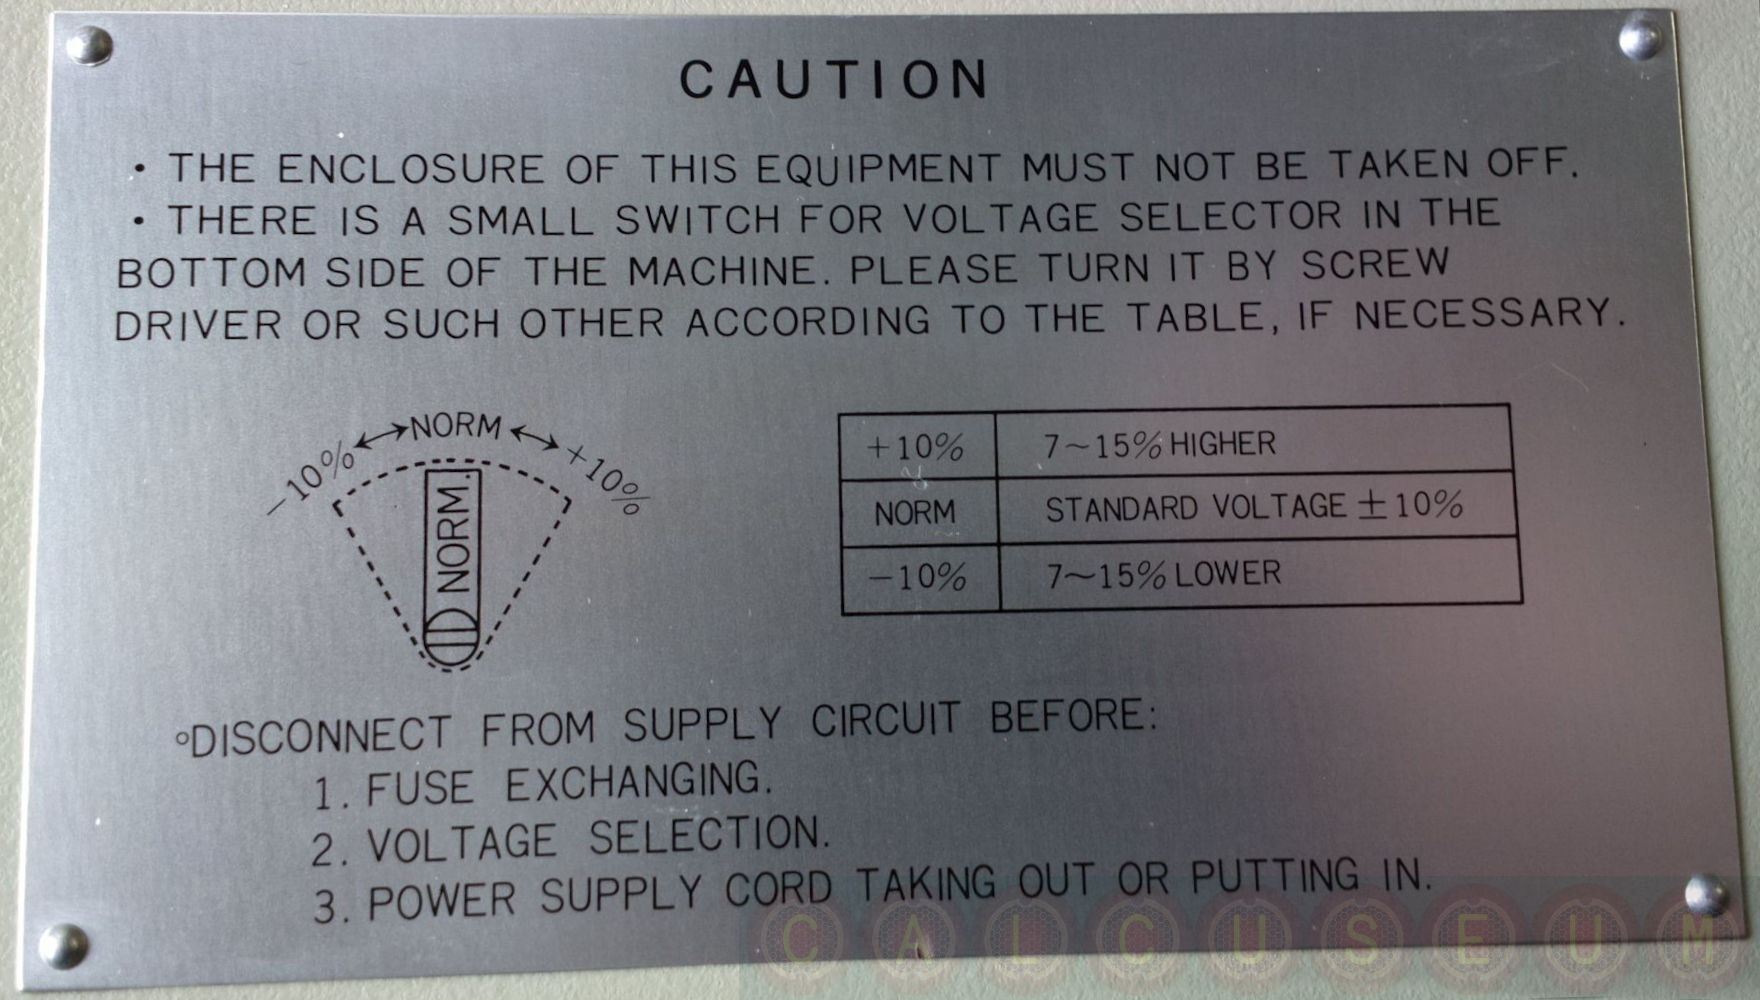 CAUTION
• THE ENCLOSURE OF THIS EQUIPMENT MUST NOT BE TAKEN OFF.
• THERE IS A SMALL SWITCH FOR VOLTAGE SELECTOR IN THE
BOTTOM SIDE OF THE MACHINE. PLEASE TURN IT BY SCREW
DRIVER OR SUCH OTHER ACCORDING TO THE TABLE, IF NECESSARY.
−10% ↔ NORM ↔ +10%
NORM.
+10% 7~15% HIGHER
NORM STANDARD VOLTAGE ±10%
−10% 7~15% LOWER
°DISCONNECT FROM SUPPLY CIRCUIT BEFORE:
1. FUSE EXCHANGING.
2. VOLTAGE SELECTION.
3. POWER SUPPLY CORD TAKING OUT OR PUTTING IN.
CALCUSEUM